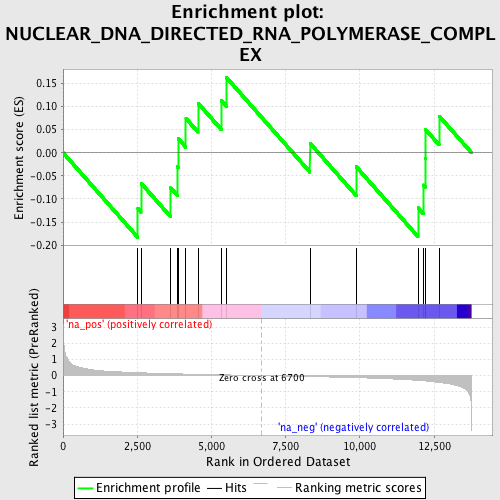 Enrichment plot:
NUCLEAR_DNA_DIRECTED_RNA_POLYMERASE_COMPL
EX
Enrichment score (ES)
0.15
0.10
0.05
0.00
-0.05
-0.10
-0.15
-0.20
'na_pos' (positively correlated)
Ranked list metric (PreRanked)
3
2
1
0
-1
-2
-3
Zero cross at 6700
'na_neg' (negatively correlated)
0
2,500
5,000
7,500
10,000
12,500
Rank in Ordered Dataset
Enrichment profile
Hits
Ranking metric scores